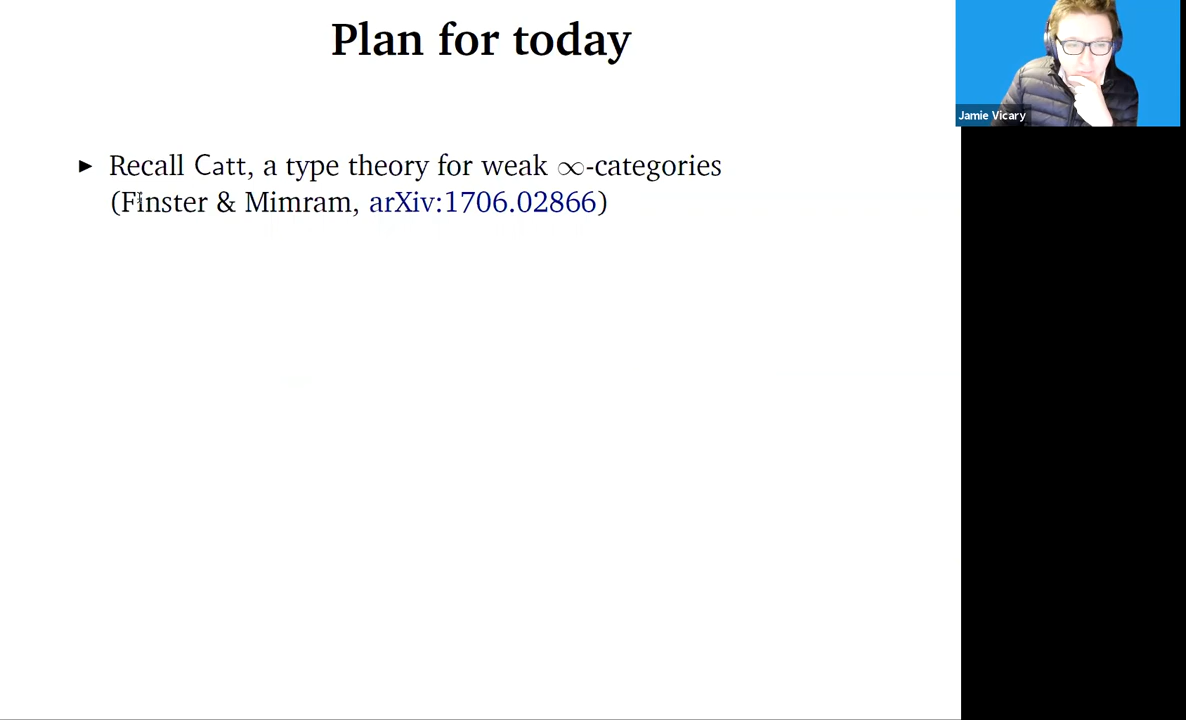 Plan for today
Jamie Vicary
► Recall Catt, a type theory for weak ∞-categories
(Finster & Mimram, arXiv:1706.02866)